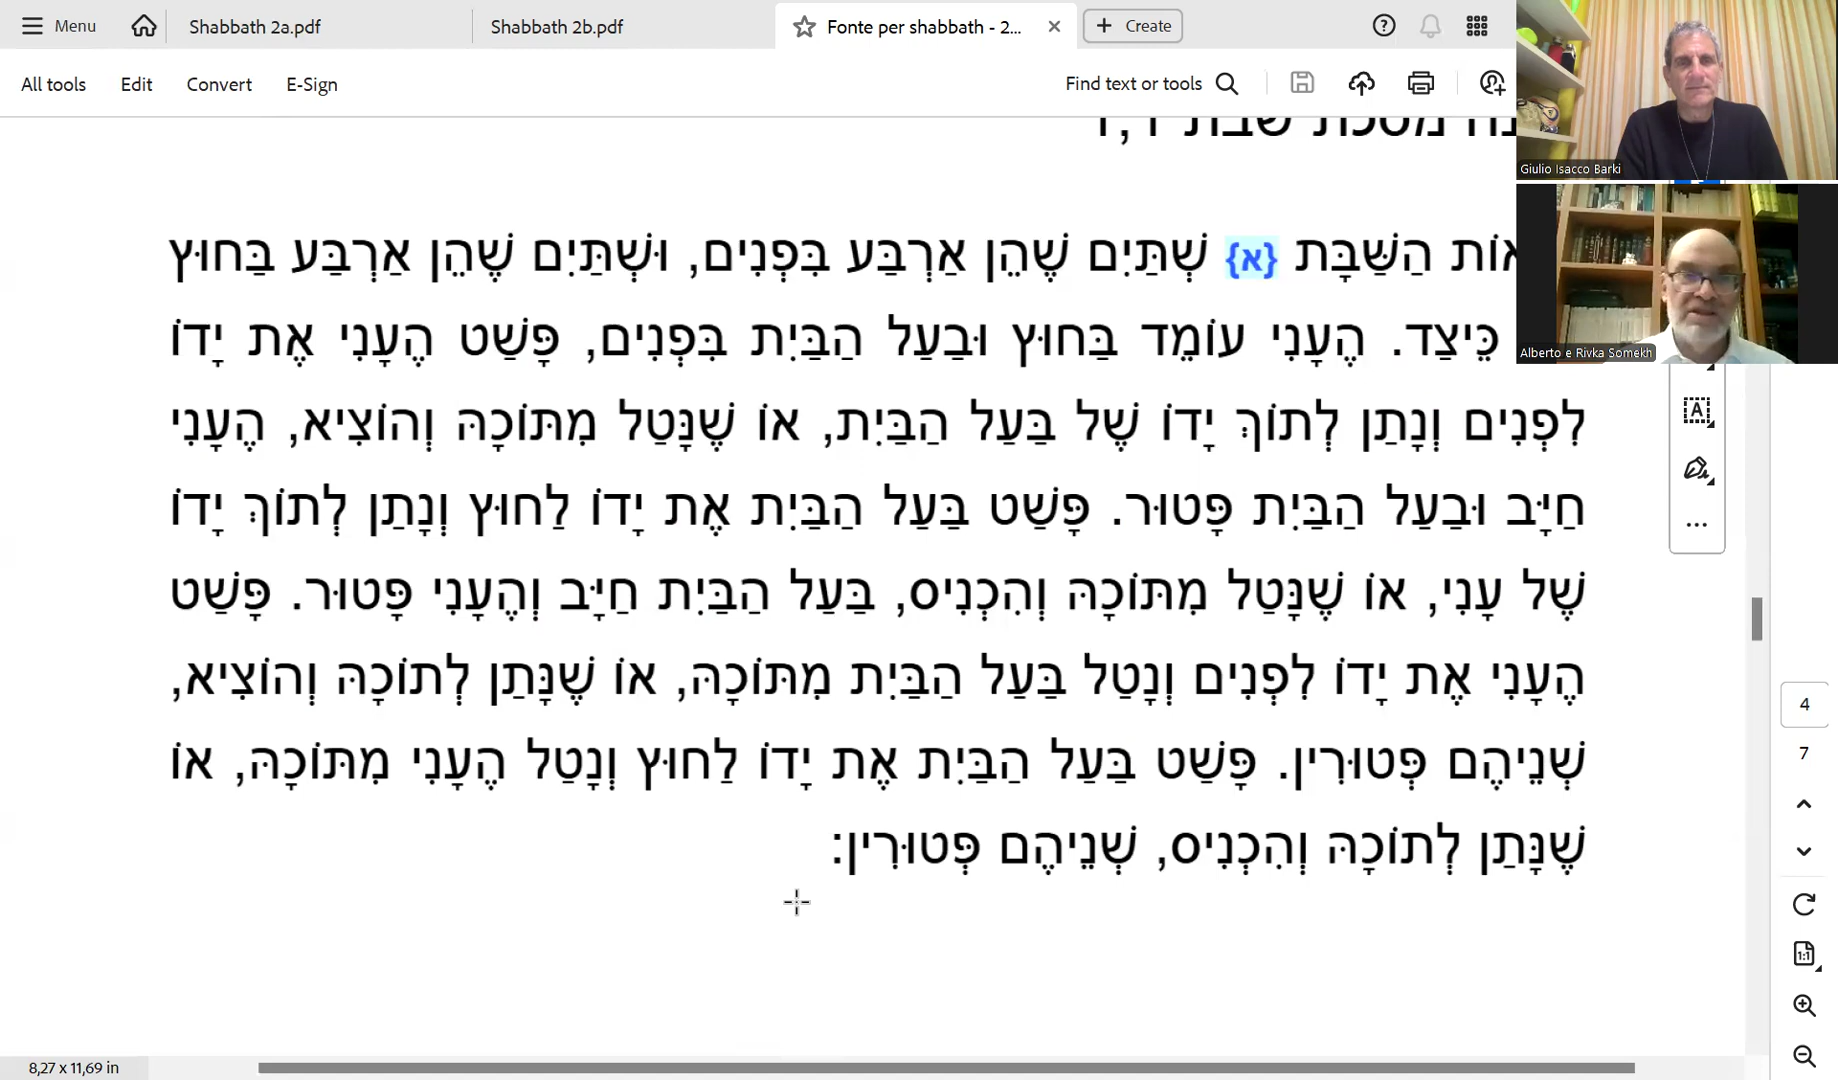 Menu
Shabbath 2a.pdf
Shabbath 2b.pdf
Fonte per shabbath - 2...
Create
All tools
Edit
Convert
E-Sign
Find text or tools
Giulio Isacco Barki
Alberto e Rivka Somekh
מסכת שבת
הַשַּׁבָּת {א} שְׁתַּיִם שֶׁהֵן אַרְבַּע בִּפְנִים, וּשְׁתַּיִם שֶׁהֵן אַרְבַּע בַּחוּץ
כֵּיצַד. הֶעָנִי עוֹמֵד בַּחוּץ וּבַעַל הַבַּיִת בִּפְנִים, פָּשַׁט הֶעָנִי אֶת יָדוֹ
לִפְנִים וְנָתַן לְתוֹךְ יָדוֹ שֶׁל בַּעַל הַבַּיִת, אוֹ שֶׁנָּטַל מִתּוֹכָהּ וְהוֹצִיא, הֶעָנִי
חַיָּב וּבַעַל הַבַּיִת פָּטוּר. פָּשַׁט בַּעַל הַבַּיִת אֶת יָדוֹ לַחוּץ וְנָתַן לְתוֹךְ יָדוֹ
שֶׁל עָנִי, אוֹ שֶׁנָּטַל מִתּוֹכָהּ וְהִכְנִיס, בַּעַל הַבַּיִת חַיָּב וְהֶעָנִי פָּטוּר. פָּשַׁט
הֶעָנִי אֶת יָדוֹ לִפְנִים וְנָטַל בַּעַל הַבַּיִת מִתּוֹכָהּ, אוֹ שֶׁנָּתַן לְתוֹכָהּ וְהוֹצִיא,
שְׁנֵיהֶם פְּטוּרִין. פָּשַׁט בַּעַל הַבַּיִת אֶת יָדוֹ לַחוּץ וְנָטַל הֶעָנִי מִתּוֹכָהּ, אוֹ
שֶׁנָּתַן לְתוֹכָהּ וְהִכְנִיס, שְׁנֵיהֶם פְּטוּרִין:
4
7
8,27 x 11,69 in